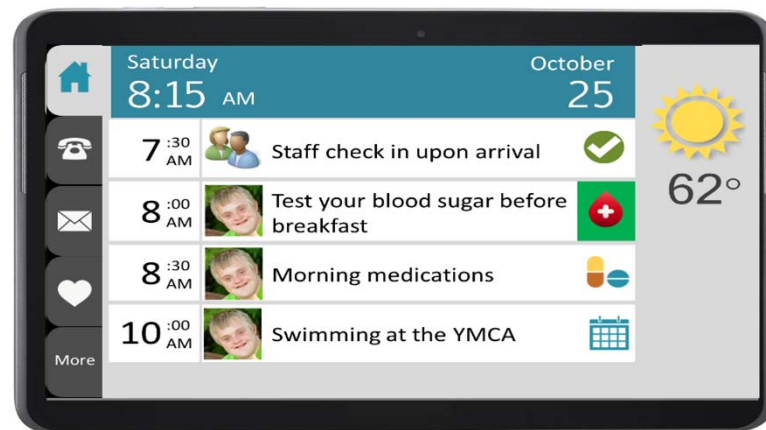 Saturday
October
8:15 AM
25
7 :30 AM
Staff check in upon arrival
8 :00 AM
Test your blood sugar before
breakfast
8 :30 AM
Morning medications
10 :00 AM
Swimming at the YMCA
More
62°